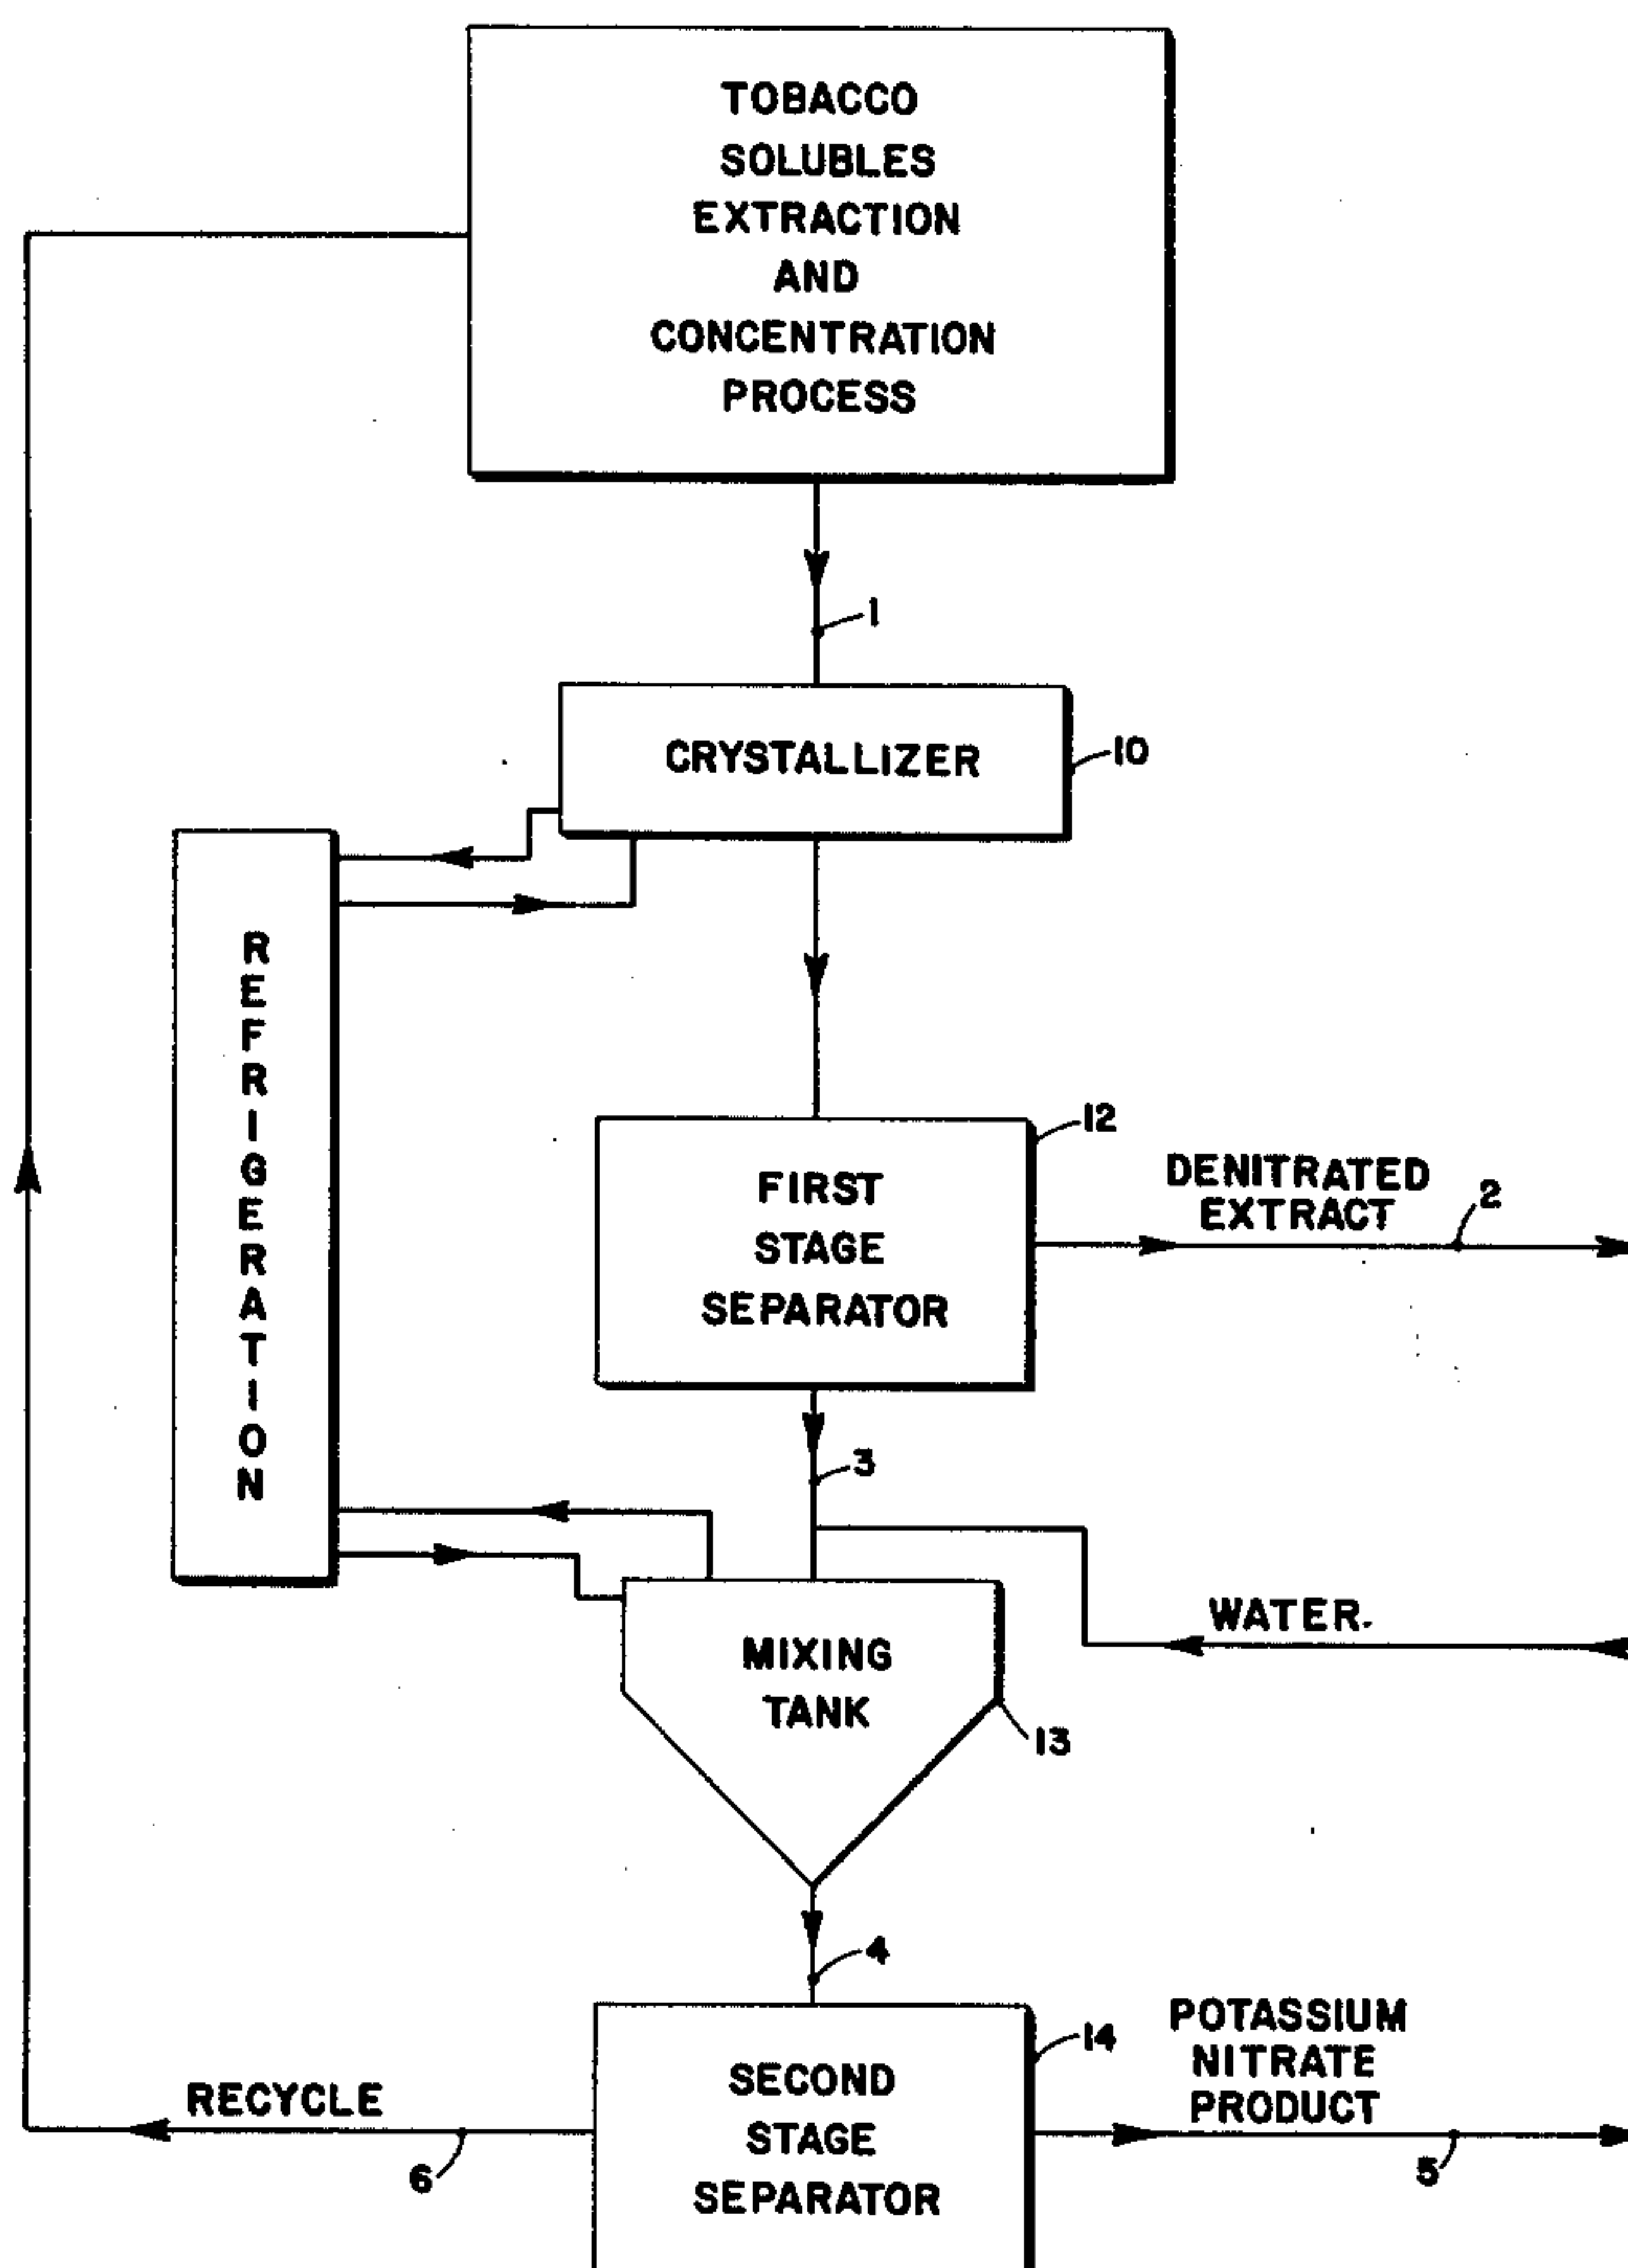 TOBACCO
SOLUBLES
EXTRACTION
AND
CONCENTRATION
PROCESS
1
CRYSTALLIZER
10
REFRIGERATION
12
FIRST
STAGE
SEPARATOR
DENITRATED
EXTRACT
2
3
WATER
MIXING
TANK
13
4
14
SECOND
STAGE
SEPARATOR
POTASSIUM
NITRATE
PRODUCT
5
RECYCLE
6